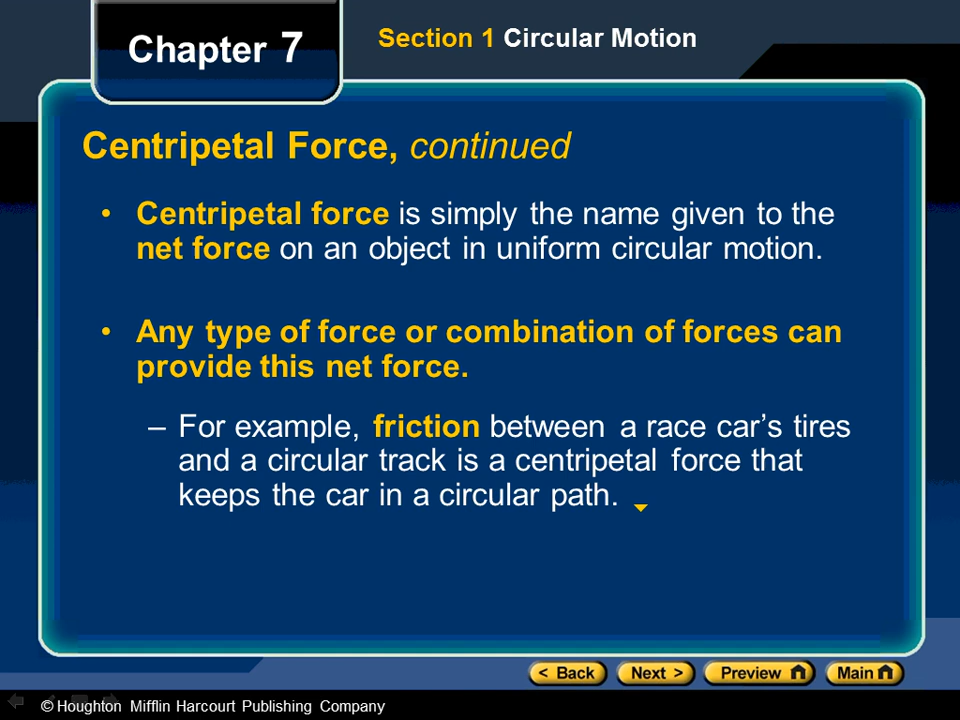 Chapter 7
Section 1 Circular Motion
Centripetal Force, continued
• Centripetal force is simply the name given to the
net force on an object in uniform circular motion.
• Any type of force or combination of forces can
provide this net force.
– For example, friction between a race car’s tires
and a circular track is a centripetal force that
keeps the car in a circular path.
< Back
Next >
Preview
Main
© Houghton Mifflin Harcourt Publishing Company